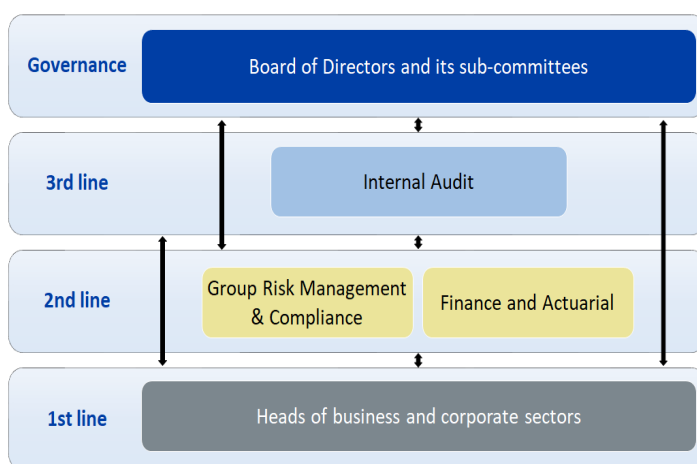 Governance
Board of Directors and its sub-committees
3rd line
Internal Audit
2nd line
Group Risk Management
& Compliance
Finance and Actuarial
1st line
Heads of business and corporate sectors